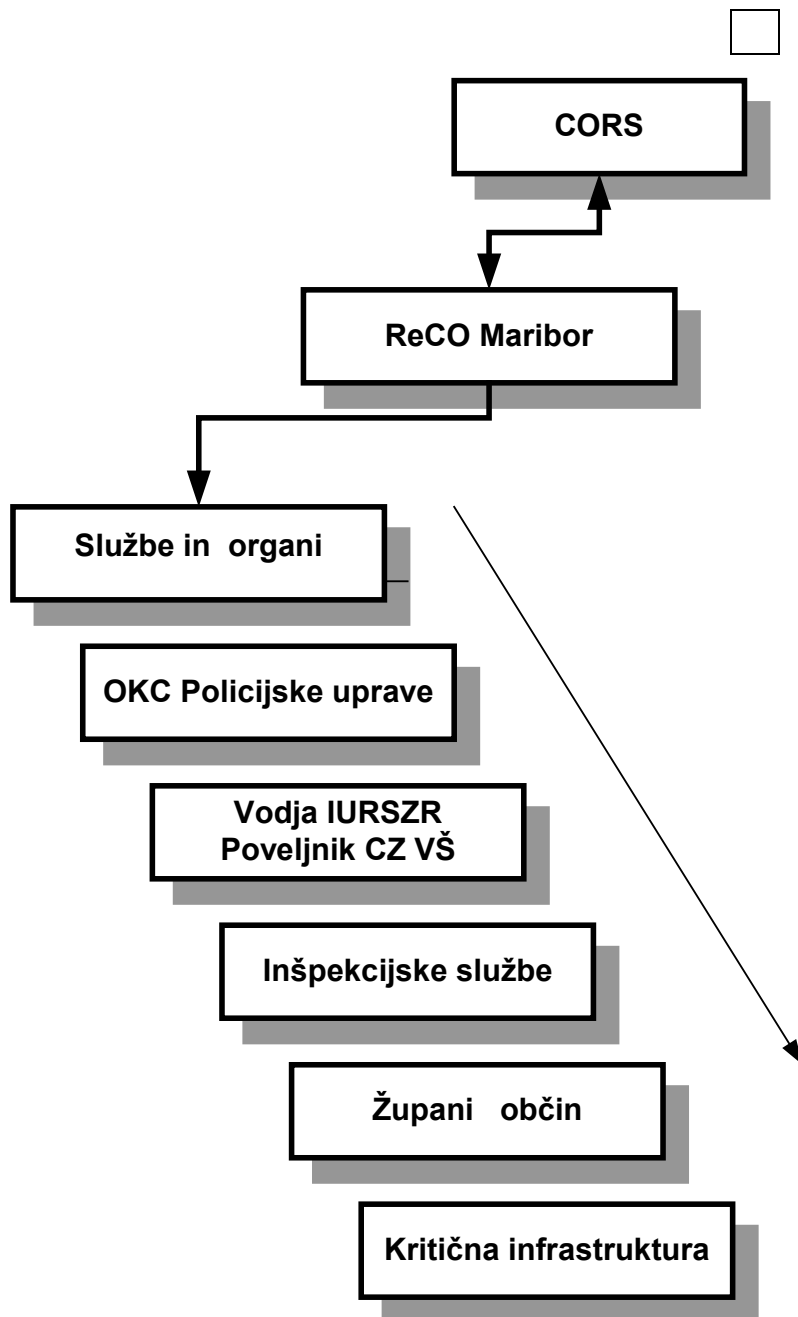 CORS
ReCO Maribor
Službe in organi
OKC Policijske uprave
Vodja IURSZR
Poveljnik CZ VŠ
Inšpekcijske službe
Župani občin
Kritična infrastruktura